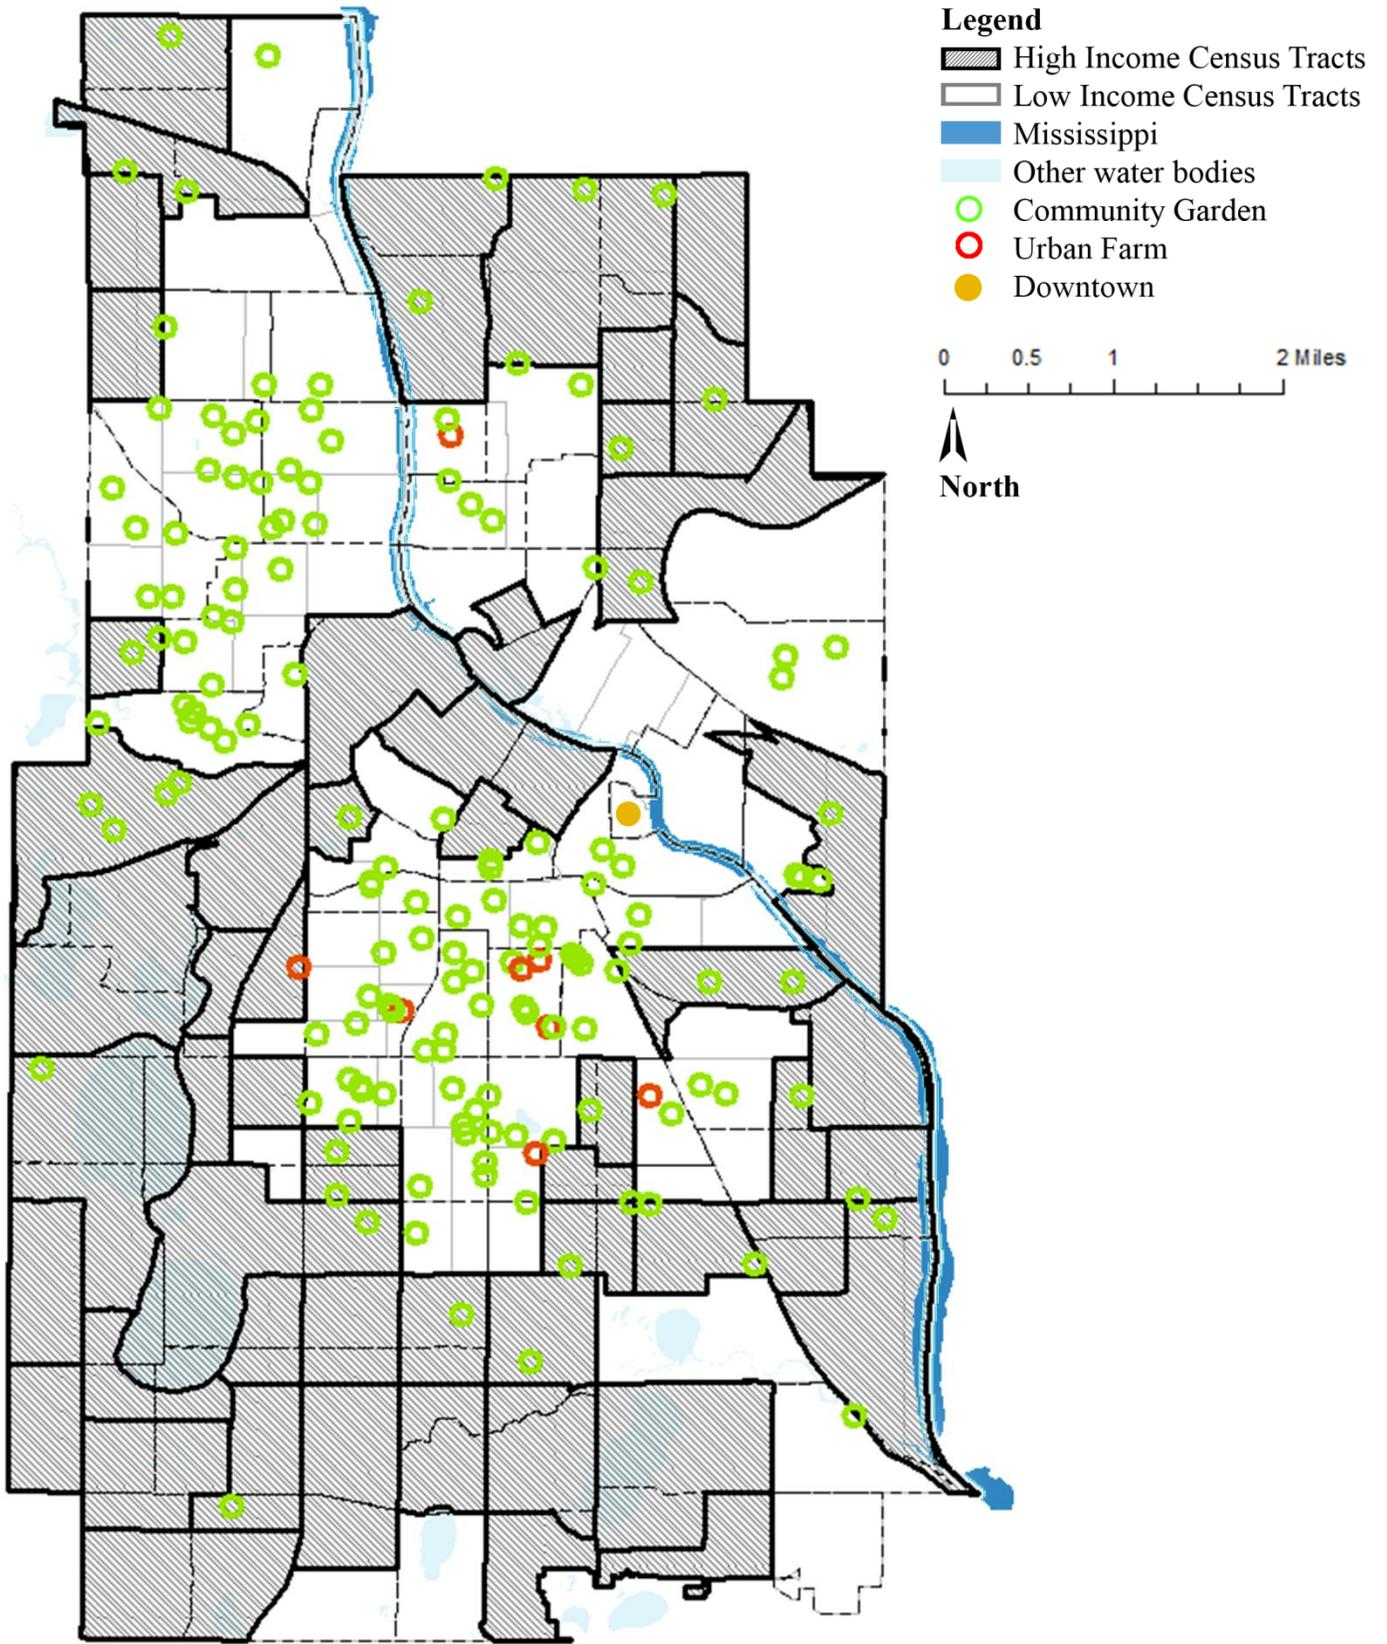 Legend
High Income Census Tracts
Low Income Census Tracts
Mississippi
Other water bodies
Community Garden
Urban Farm
Downtown
0 0.5 1 2 Miles
North